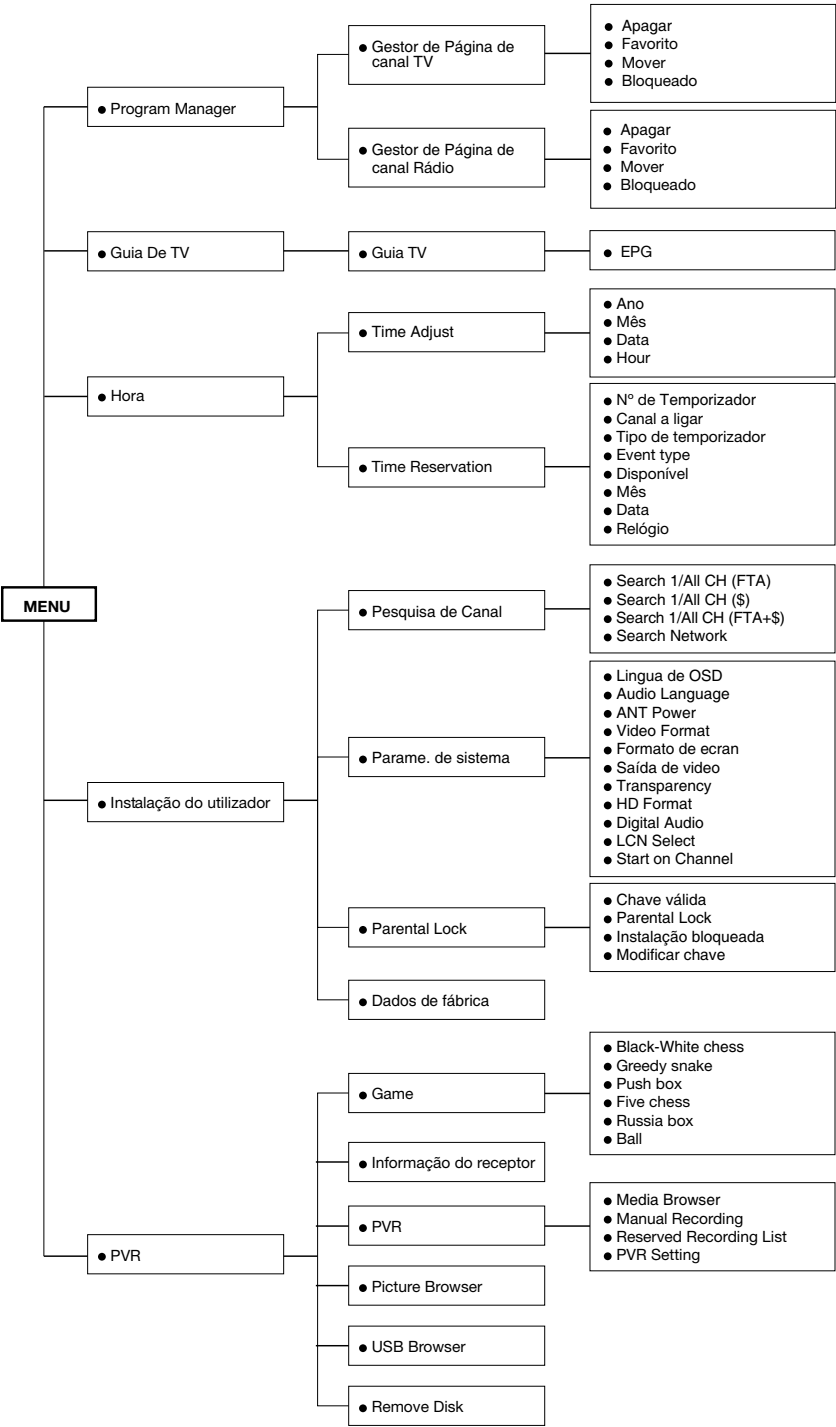 MENU
● Program Manager
● Gestor de Página de
canal TV
● Apagar
● Favorito
● Mover
● Bloqueado
● Gestor de Página de
canal Rádio
● Apagar
● Favorito
● Mover
● Bloqueado
● Guia De TV
● Guia TV
● EPG
● Hora
● Time Adjust
● Ano
● Mês
● Data
● Hour
● Time Reservation
● Nº de Temporizador
● Canal a ligar
● Tipo de temporizador
● Event type
● Disponível
● Mês
● Data
● Relógio
● Instalação do utilizador
● Pesquisa de Canal
● Search 1/All CH (FTA)
● Search 1/All CH ($)
● Search 1/All CH (FTA+$)
● Search Network
● Parame. de sistema
● Lingua de OSD
● Audio Language
● ANT Power
● Video Format
● Formato de ecran
● Saída de video
● Transparency
● HD Format
● Digital Audio
● LCN Select
● Start on Channel
● Parental Lock
● Chave válida
● Parental Lock
● Instalação bloqueada
● Modificar chave
● Dados de fábrica
● PVR
● Game
● Black-White chess
● Greedy snake
● Push box
● Five chess
● Russia box
● Ball
● Informação do receptor
● PVR
● Media Browser
● Manual Recording
● Reserved Recording List
● PVR Setting
● Picture Browser
● USB Browser
● Remove Disk